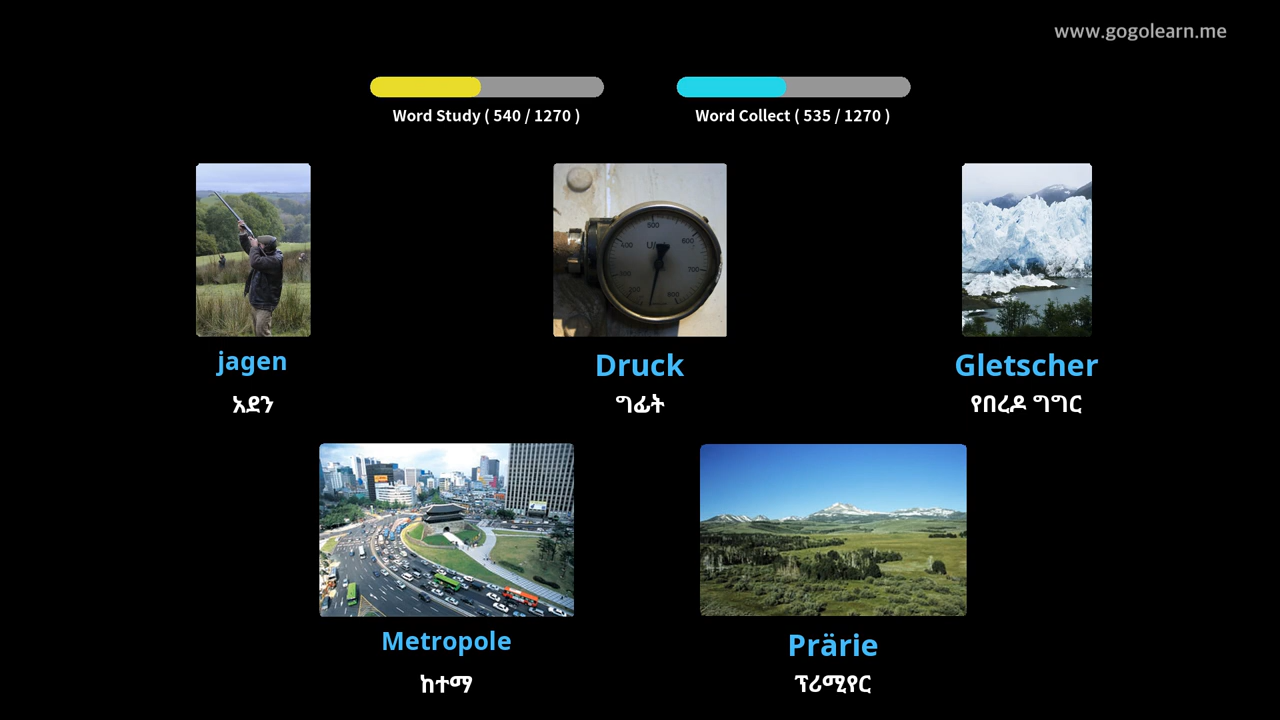 www.gogolearn.me
Word Study ( 540 / 1270 )
Word Collect ( 535 / 1270 )
jagen
አደን
Druck
ግፊት
Gletscher
የበረዶ ግግር
Metropole
ከተማ
Prärie
ፕሪሚየር